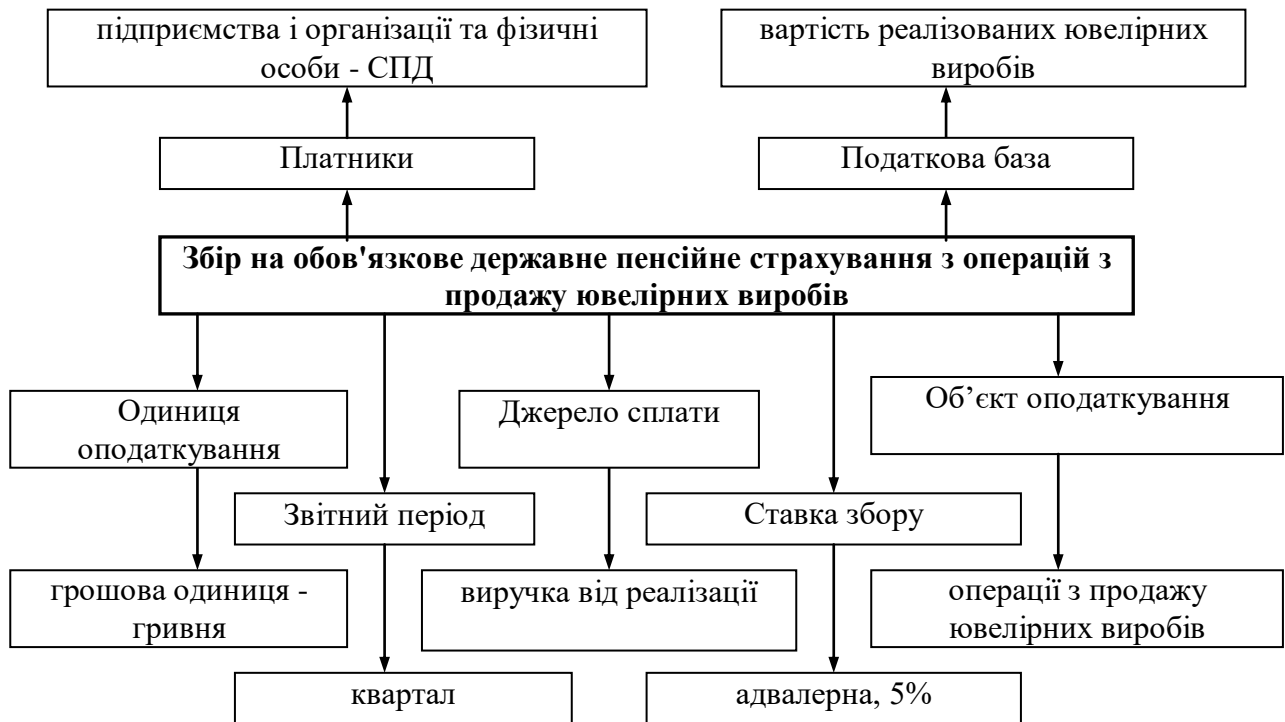 підприємства і організації та фізичні
особи - СПД
вартість реалізованих ювелірних
виробів
Платники
Податкова база
Збір на обов'язкове державне пенсійне страхування з операцій з
продажу ювелірних виробів
Одиниця
оподаткування
Джерело сплати
Об’єкт оподаткування
Звітний період
Ставка збору
грошова одиниця -
гривня
виручка від реалізації
операції з продажу
ювелірних виробів
квартал
адвалерна, 5%